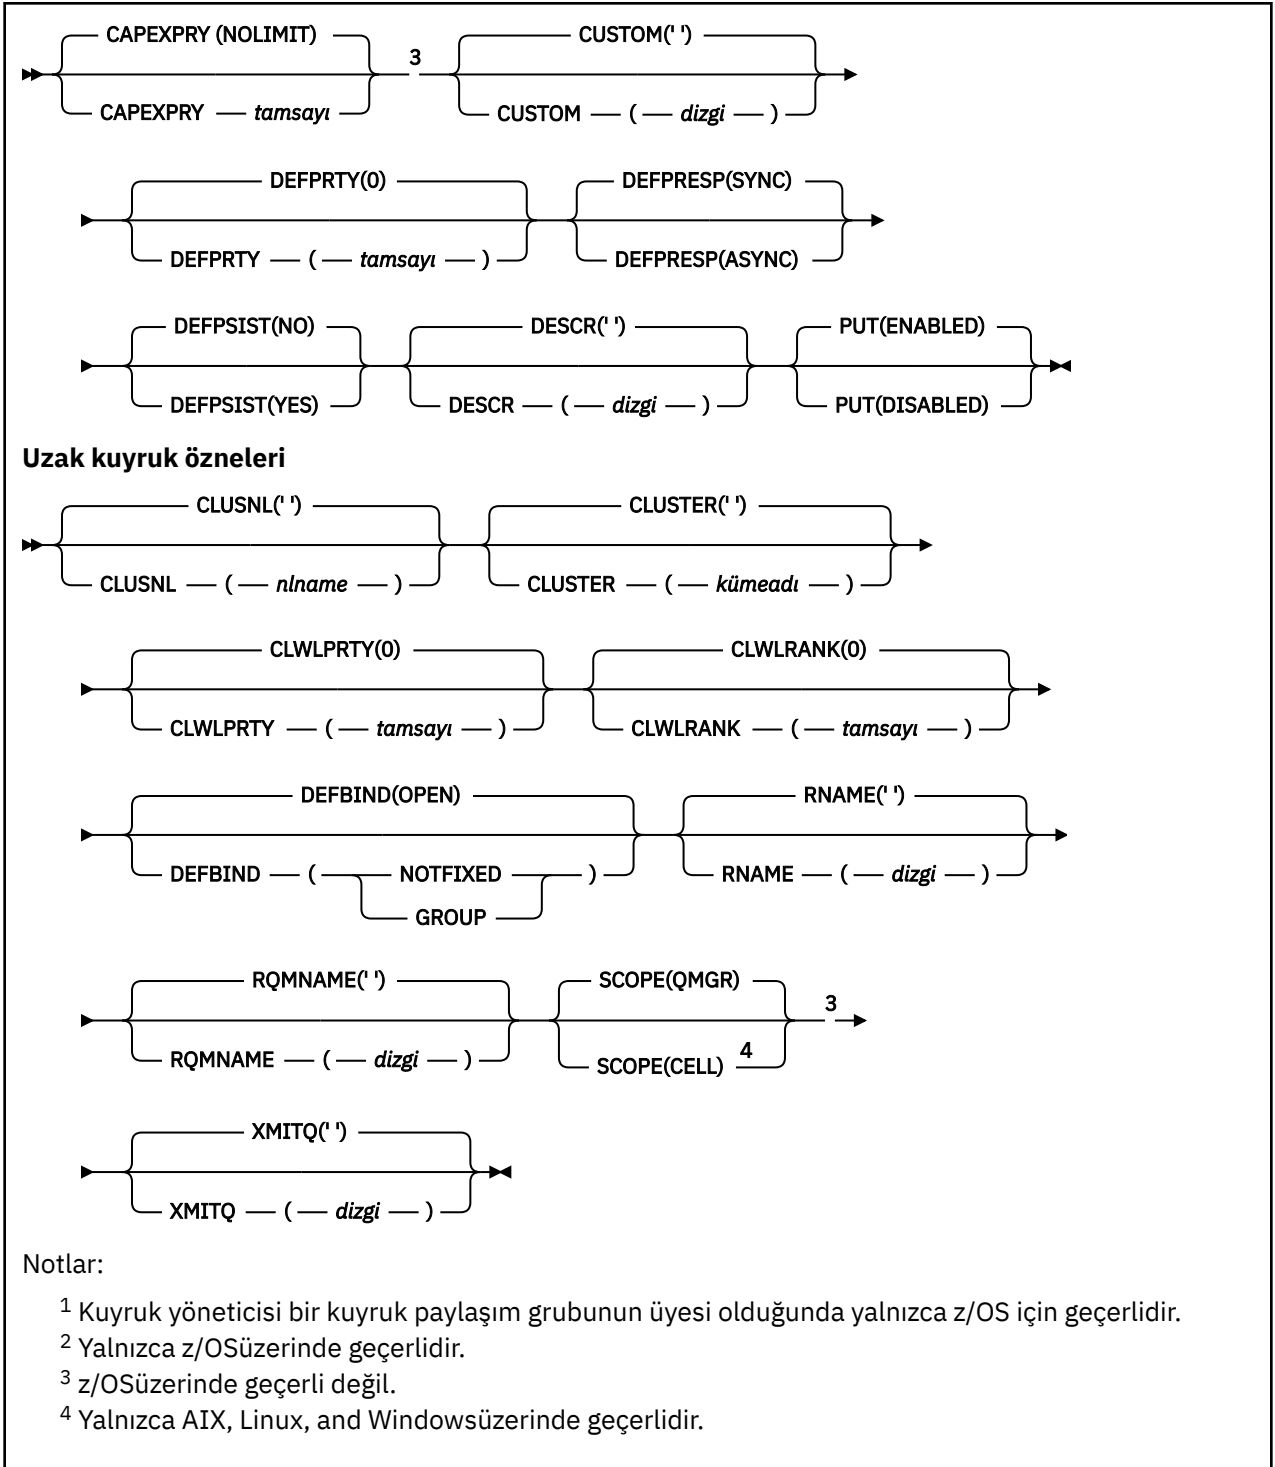 CAPEXPRY (NOLIMIT) CUSTOM(' ')
3
CAPEXPRY tamsayı CUSTOM ( dizgi )
DEFPRTY(0) DEFPRESP(SYNC)
DEFPRTY ( tamsayı ) DEFPRESP(ASYNC)
DEFPSIST(NO) DESCR(' ') PUT(ENABLED)
DEFPSIST(YES) DESCR ( dizgi ) PUT(DISABLED)
Uzak kuyruk özneleri
CLUSNL(' ') CLUSTER(' ')
CLUSNL ( nlname ) CLUSTER ( kümeadı )
CLWLPRTY(0) CLWLRANK(0)
CLWLPRTY ( tamsayı ) CLWLRANK ( tamsayı )
DEFBIND(OPEN) RNAME(' ')
DEFBIND ( NOTFIXED ) RNAME ( dizgi )
GROUP
RQMNAME(' ') SCOPE(QMGR)
3
RQMNAME ( dizgi ) SCOPE(CELL) 4
XMITQ(' ')
XMITQ ( dizgi )
Notlar:
1 Kuyruk yöneticisi bir kuyruk paylaşım grubunun üyesi olduğunda yalnızca z/OS için geçerlidir.
2 Yalnızca z/OSüzerinde geçerlidir.
3 z/OSüzerinde geçerli değil.
4 Yalnızca AIX, Linux, and Windowsüzerinde geçerlidir.